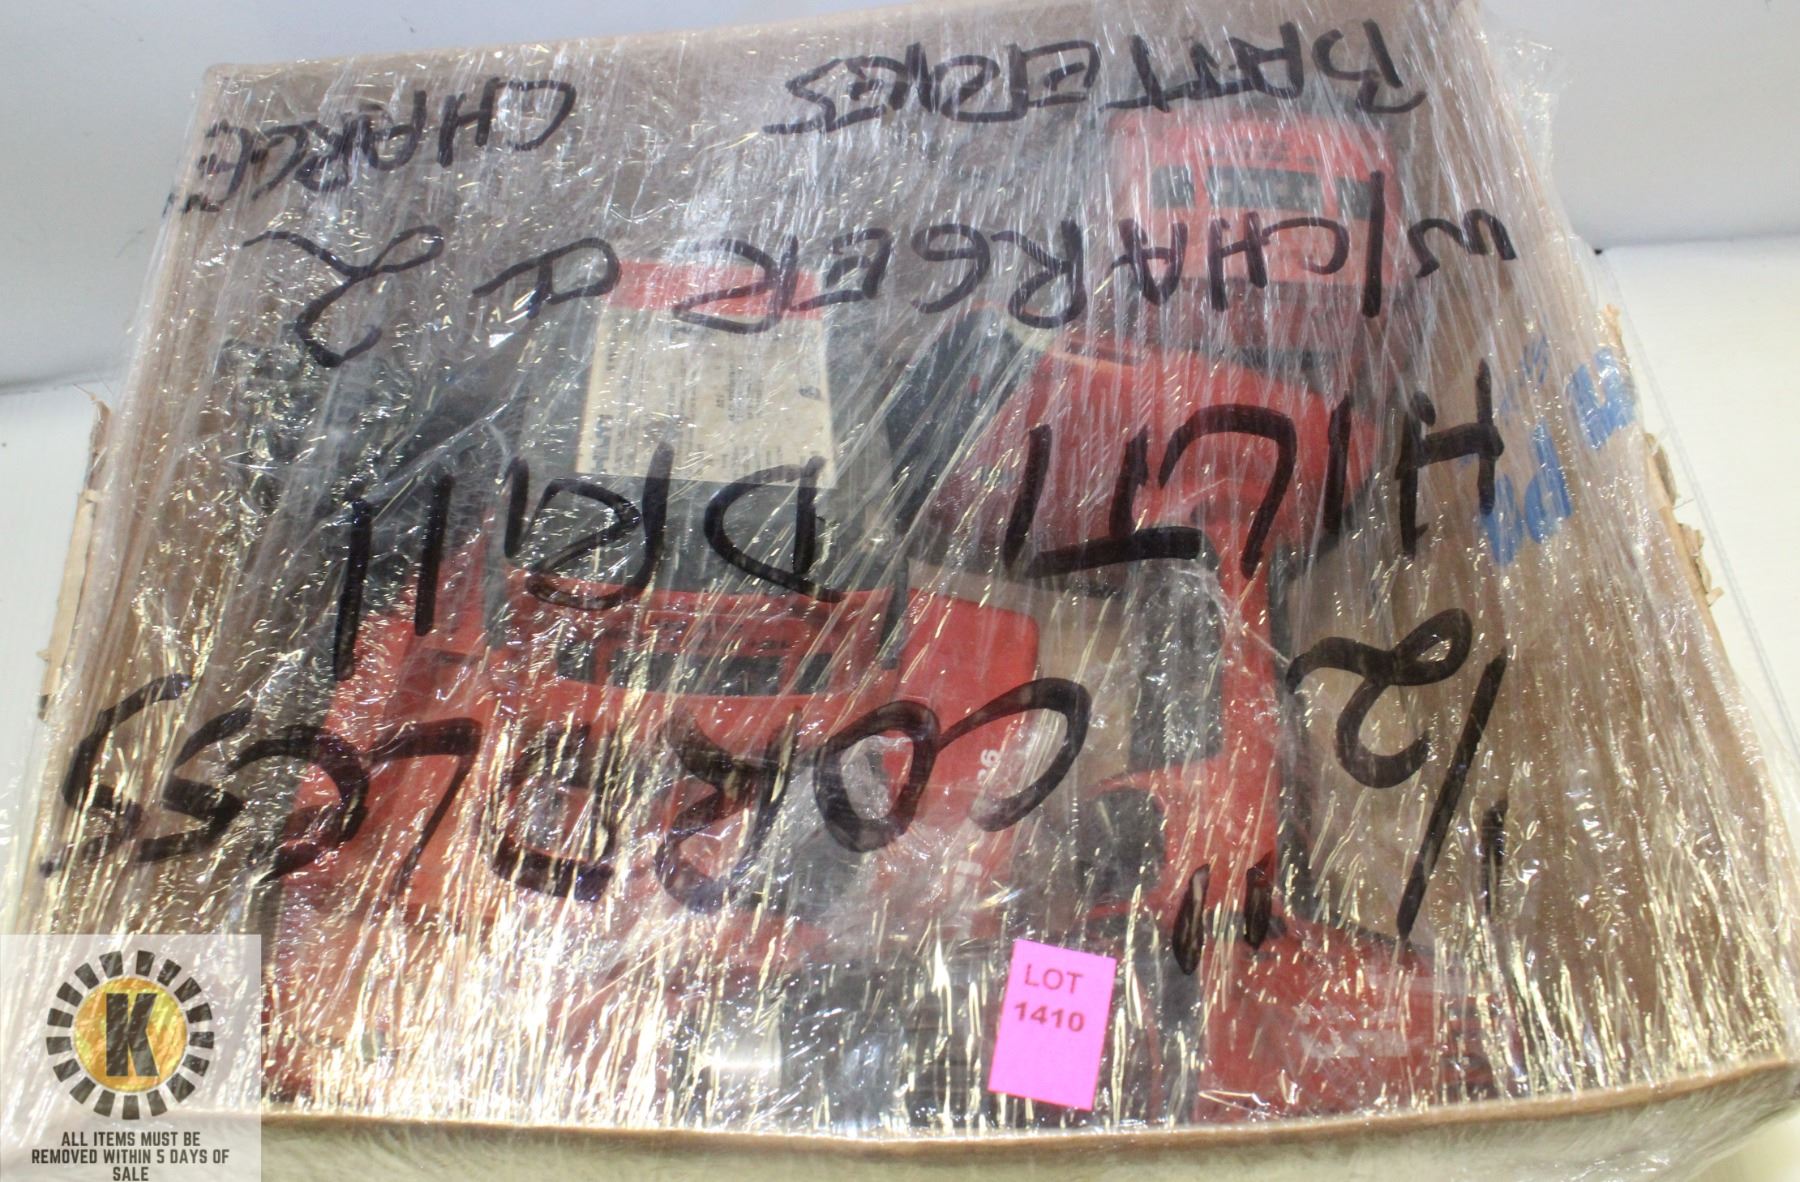 1/2" CORDLESS
HILTI DRILL
W/CHARGER & 2
BATTERIES CHARGE
LOT
1410
K
ALL ITEMS MUST BE
REMOVED WITHIN 5 DAYS OF
SALE